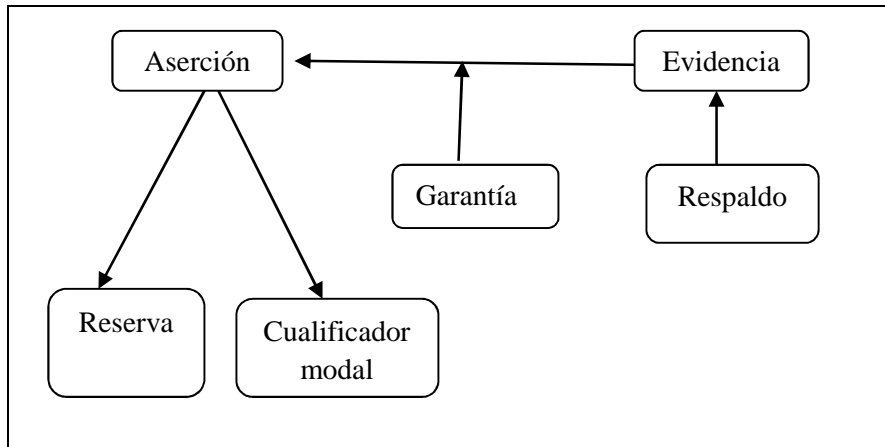 Aserción
Evidencia
Garantía
Respaldo
Reserva
Cualificador
modal